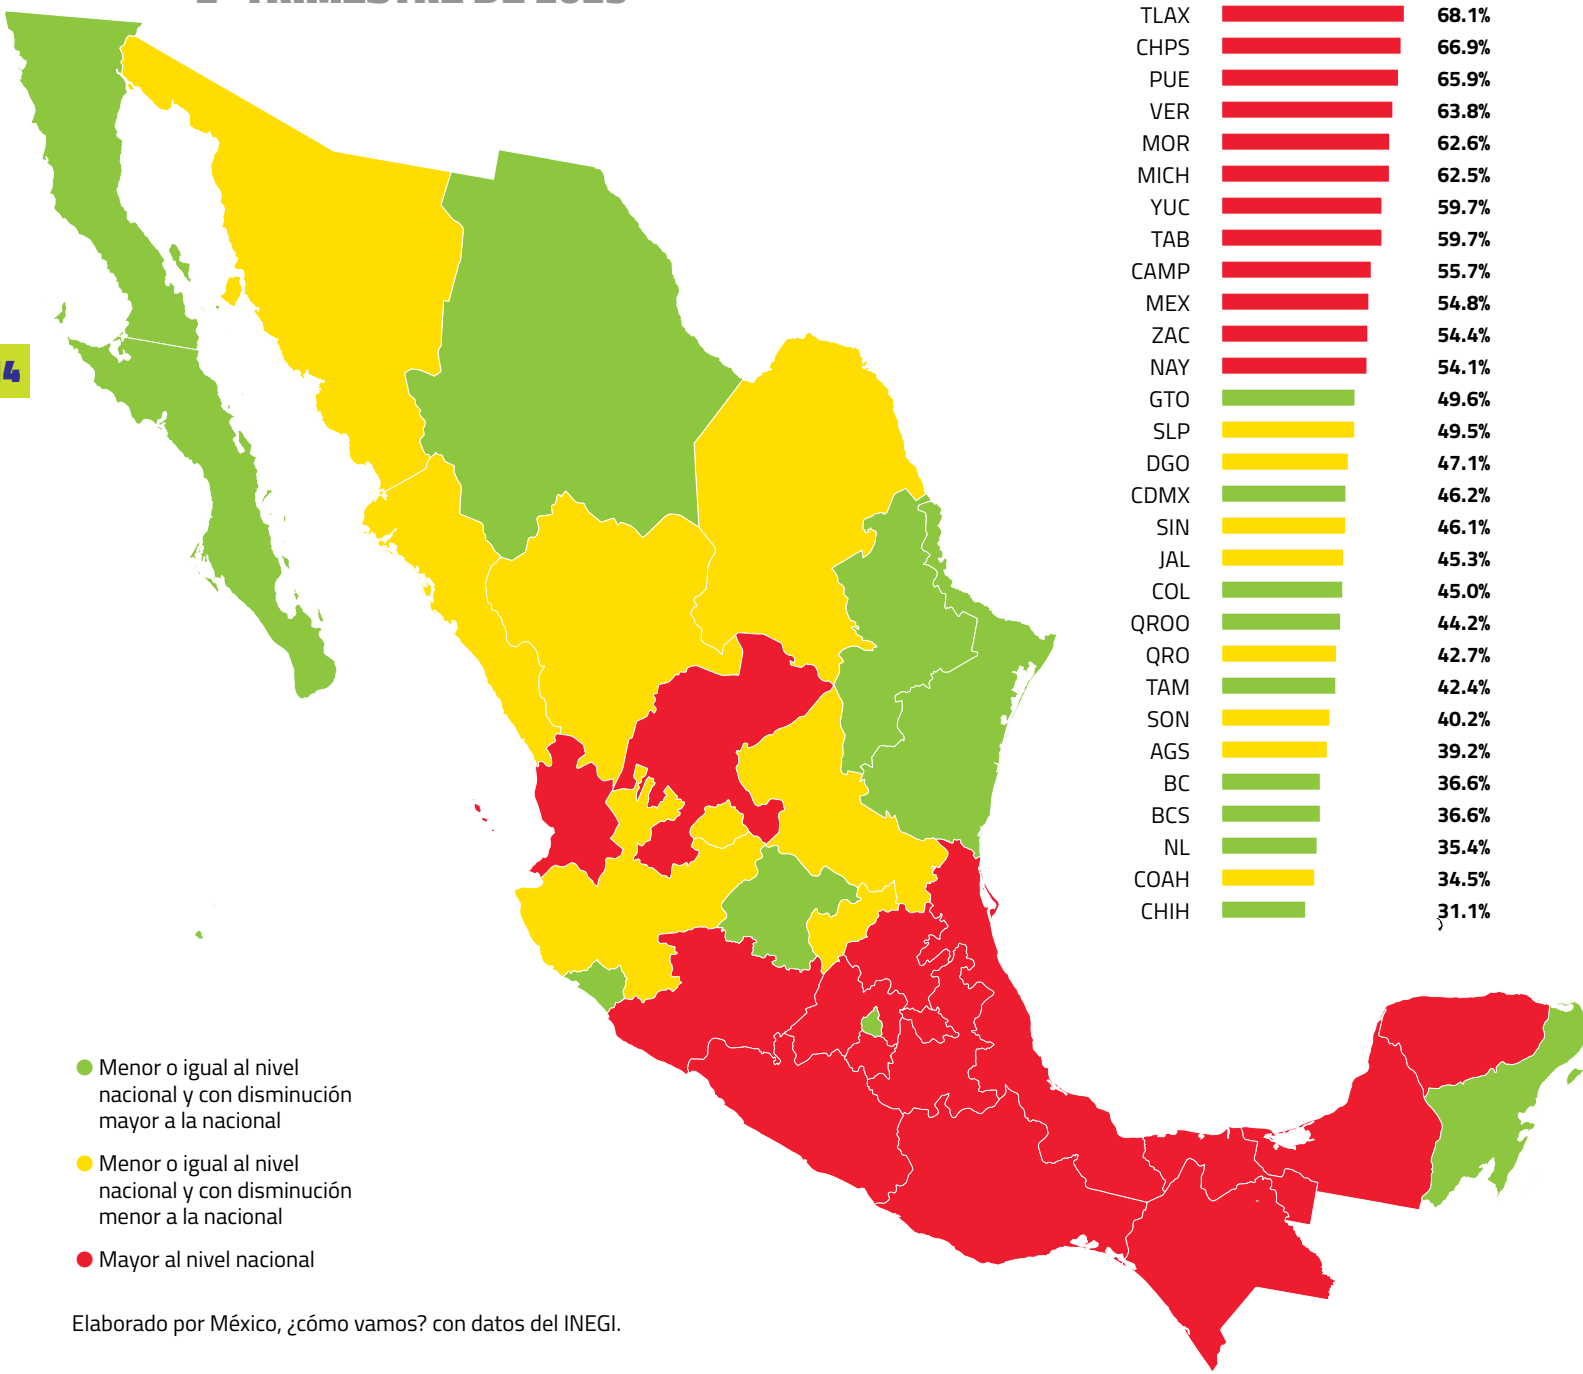 TLAX 68.1%
CHPS 66.9%
PUE 65.9%
VER 63.8%
MOR 62.6%
MICH 62.5%
YUC 59.7%
TAB 59.7%
CAMP 55.7%
MEX 54.8%
ZAC 54.4%
NAY 54.1%
GTO 49.6%
SLP 49.5%
DGO 47.1%
CDMX 46.2%
SIN 46.1%
JAL 45.3%
COL 45.0%
QROO 44.2%
QRO 42.7%
TAM 42.4%
SON 40.2%
AGS 39.2%
BC 36.6%
BCS 36.6%
NL 35.4%
COAH 34.5%
CHIH 31.1%
4
Menor o igual al nivel
nacional y con disminución
mayor a la nacional
Menor o igual al nivel
nacional y con disminución
menor a la nacional
Mayor al nivel nacional
Elaborado por México, ¿cómo vamos? con datos del INEGI.